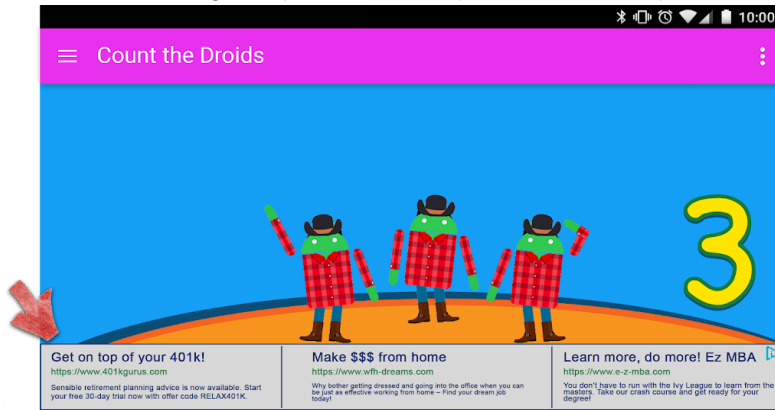 10:00
Count the Droids
3
Get on top of your 401k!
https://www.401kgurus.com
Sensible retirement planning advice is now available. Start
your free 30-day trial now with offer code RELAX401K.
Make $$$ from home
https://www.wfh-dreams.com
Why bother getting dressed and going into the office when you can
be just as effective working from home – Find your dream job
today!
Learn more, do more! Ez MBA
https://www.e-z-mba.com
You don't have to run with the Ivy League to learn from the
masters. Take our crash course and get ready for your
degree!